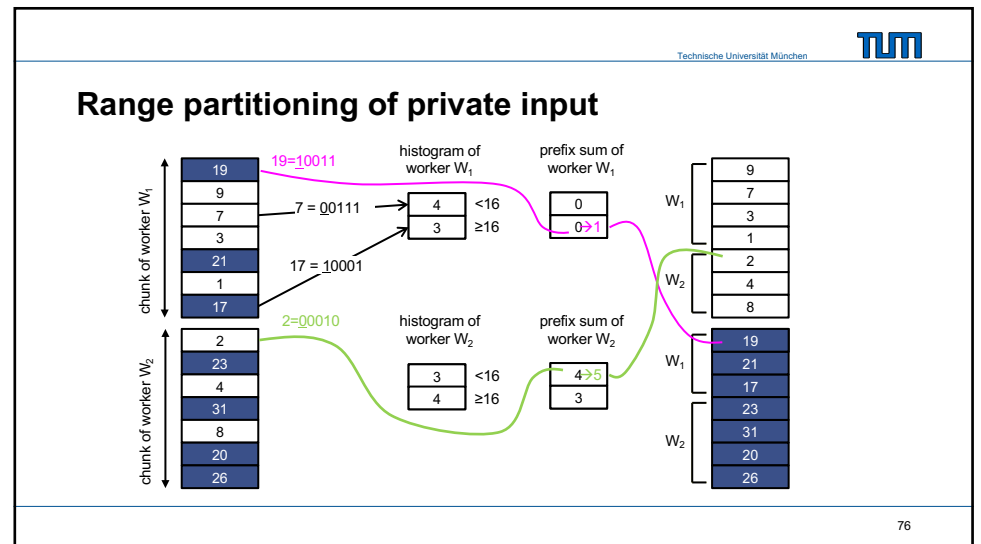 Technische Universität München
TUM
Range partitioning of private input
chunk of worker W₁
19
9
7
3
21
1
17
19=10011
7 = 00111
17 = 10001
histogram of
worker W₁
4 <16
3 ≥16
prefix sum of
worker W₁
0
0→1
W₁
9
7
3
1
W₂
2
4
8
chunk of worker W₂
2
23
4
31
8
20
26
2=00010
histogram of
worker W₂
3 <16
4 ≥16
prefix sum of
worker W₂
4→5
3
W₁
19
21
17
W₂
23
31
20
26
76